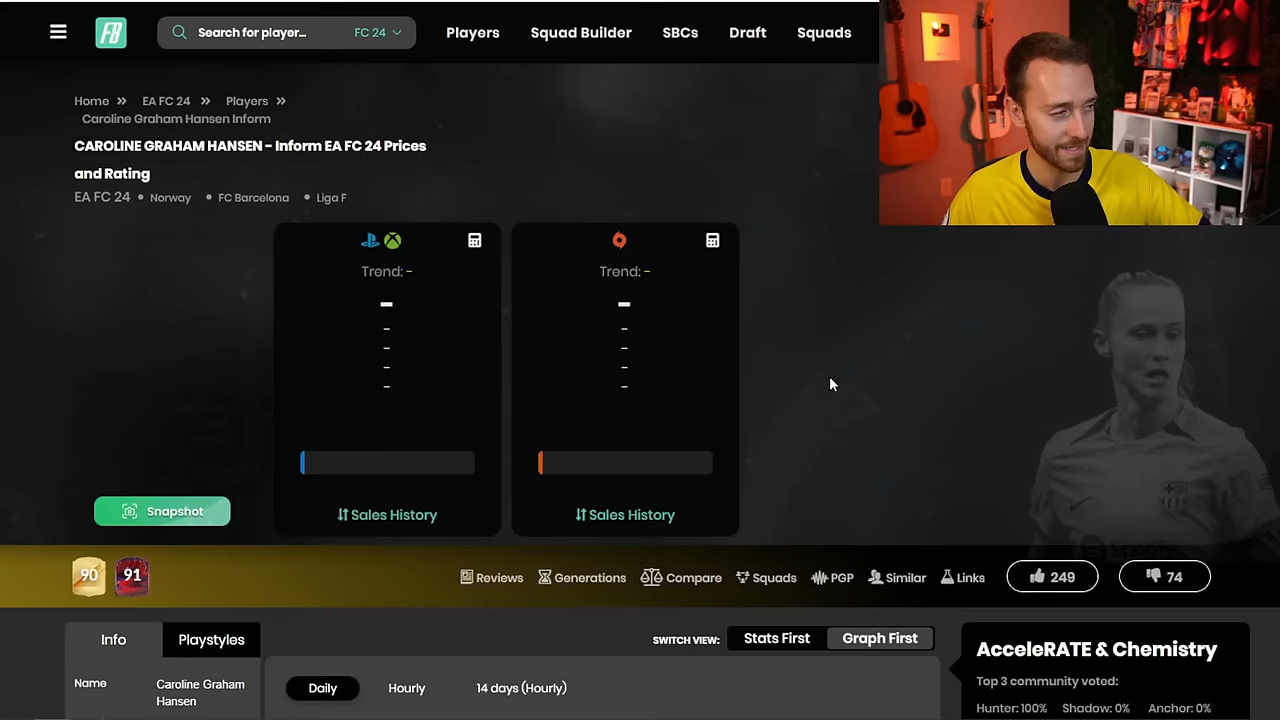 FB
Search for player...
FC 24
Players
Squad Builder
SBCs
Draft
Squads
Home » EA FC 24 » Players »
Caroline Graham Hansen Inform
CAROLINE GRAHAM HANSEN - Inform EA FC 24 Prices
and Rating
EA FC 24 • Norway • FC Barcelona • Liga F
Trend: -
-
-
-
-
-
Sales History
Trend: -
-
-
-
-
-
Sales History
Snapshot
90
91
Reviews
Generations
Compare
Squads
PGP
Similar
Links
249
74
Info
Playstyles
SWITCH VIEW:
Stats First
Graph First
Name
Caroline Graham
Hansen
Daily
Hourly
14 days (Hourly)
AcceleRATE & Chemistry
Top 3 community voted:
Hunter: 100%
Shadow: 0%
Anchor: 0%